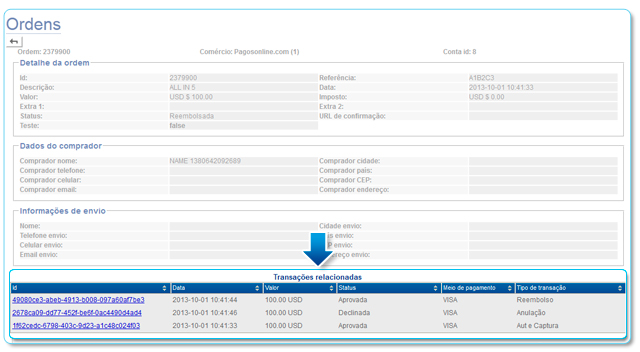 Ordens
Ordem: 2379900 Comércio: Pagosonline.com (1) Conta id: 8
Detalhe da ordem
Id: 2379900 Referência: A1B2C3
Descrição: ALL IN 5 Data: 2013-10-01 10:41:33
Valor: USD $ 100.00 Imposto: USD $ 0.00
Extra 1: Extra 2:
Status: Reembolsada URL de confirmação:
Teste: false
Dados do comprador
Comprador nome: NAME 1380642092689 Comprador cidade:
Comprador telefone: Comprador país:
Comprador celular: Comprador CEP:
Comprador email: Comprador endereço:
Informações de envio
Nome: Cidade envio:
Telefone envio: envio:
Celular envio: envio:
Email envio: envio:
Transações relacionadas
Id Data Valor Status Meio de pagamento Tipo de transação
49080ce3-abeb-4913-b008-097a60af7be3 2013-10-01 10:41:44 100.00 USD Aprovada VISA Reembolso
2678ca09-dd77-452f-be6f-0ac4490d4ad4 2013-10-01 10:41:46 100.00 USD Declinada VISA Anulação
1f62cedc-6798-403c-9d23-a1c48c024f03 2013-10-01 10:41:33 100.00 USD Aprovada VISA Aut e Captura